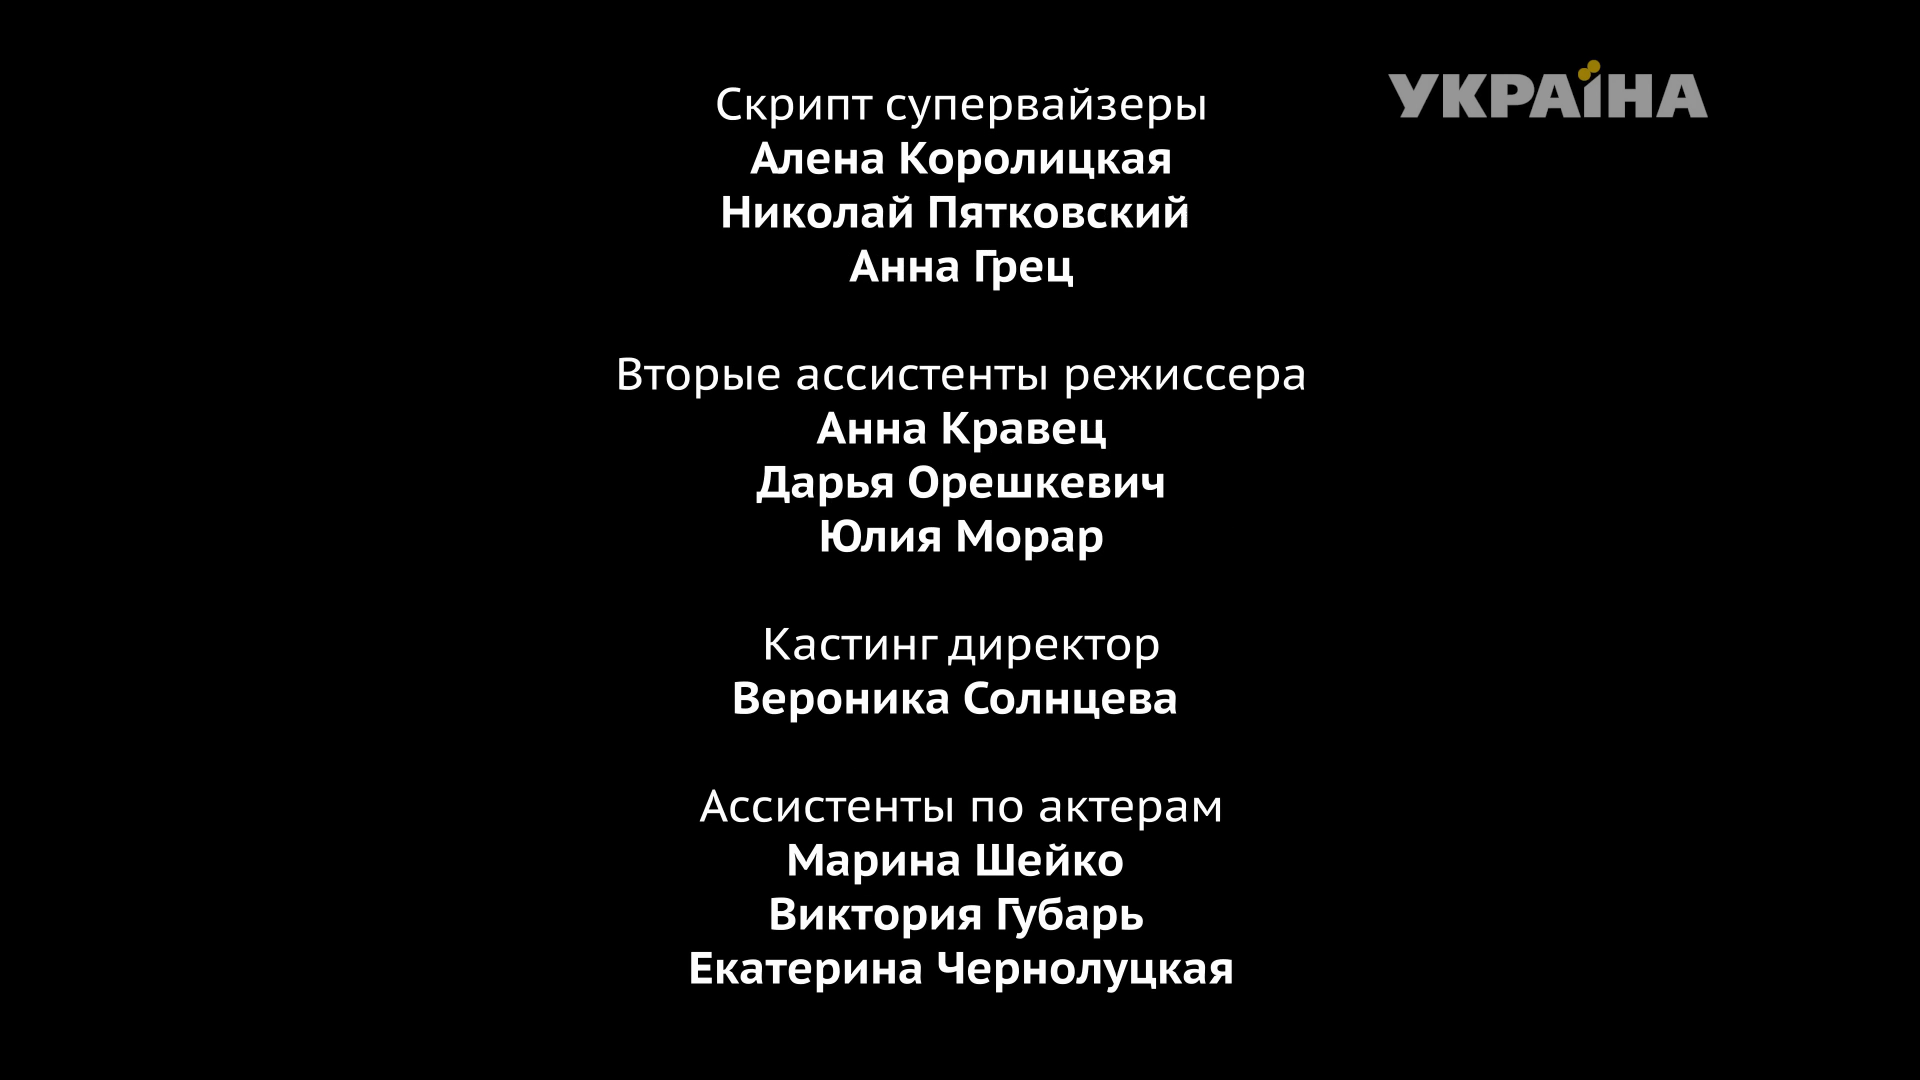 УКРАЇНА
Скрипт супервайзеры
Алена Королицкая
Николай Пятковский
Анна Грец
Вторые ассистенты режиссера
Анна Кравец
Дарья Орешкевич
Юлия Морар
Кастинг директор
Вероника Солнцева
Ассистенты по актерам
Марина Шейко
Виктория Губарь
Екатерина Чернолуцкая